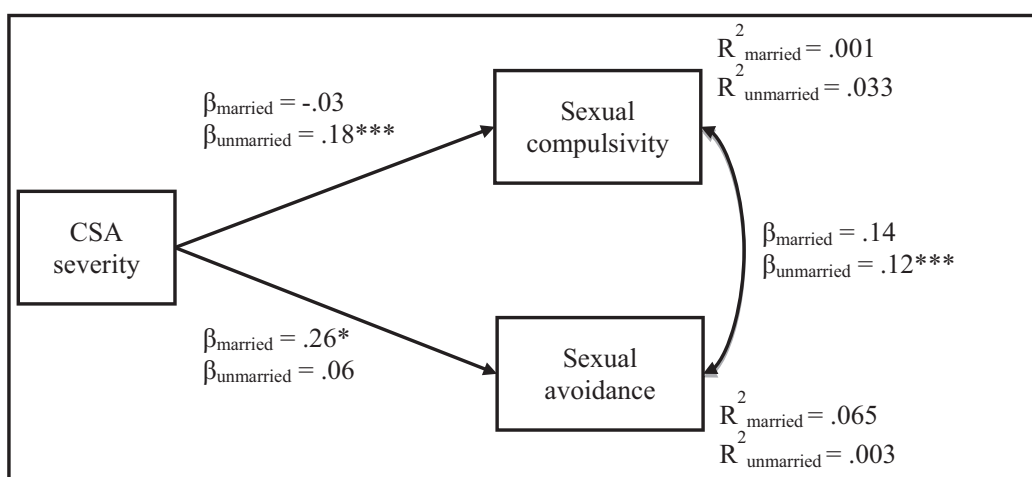 R²married = .001
R²unmarried = .033
βmarried = -.03
βunmarried = .18***
Sexual
compulsivity
CSA
severity
βmarried = .14
βunmarried = .12***
βmarried = .26*
βunmarried = .06
Sexual
avoidance
R²married = .065
R²unmarried = .003